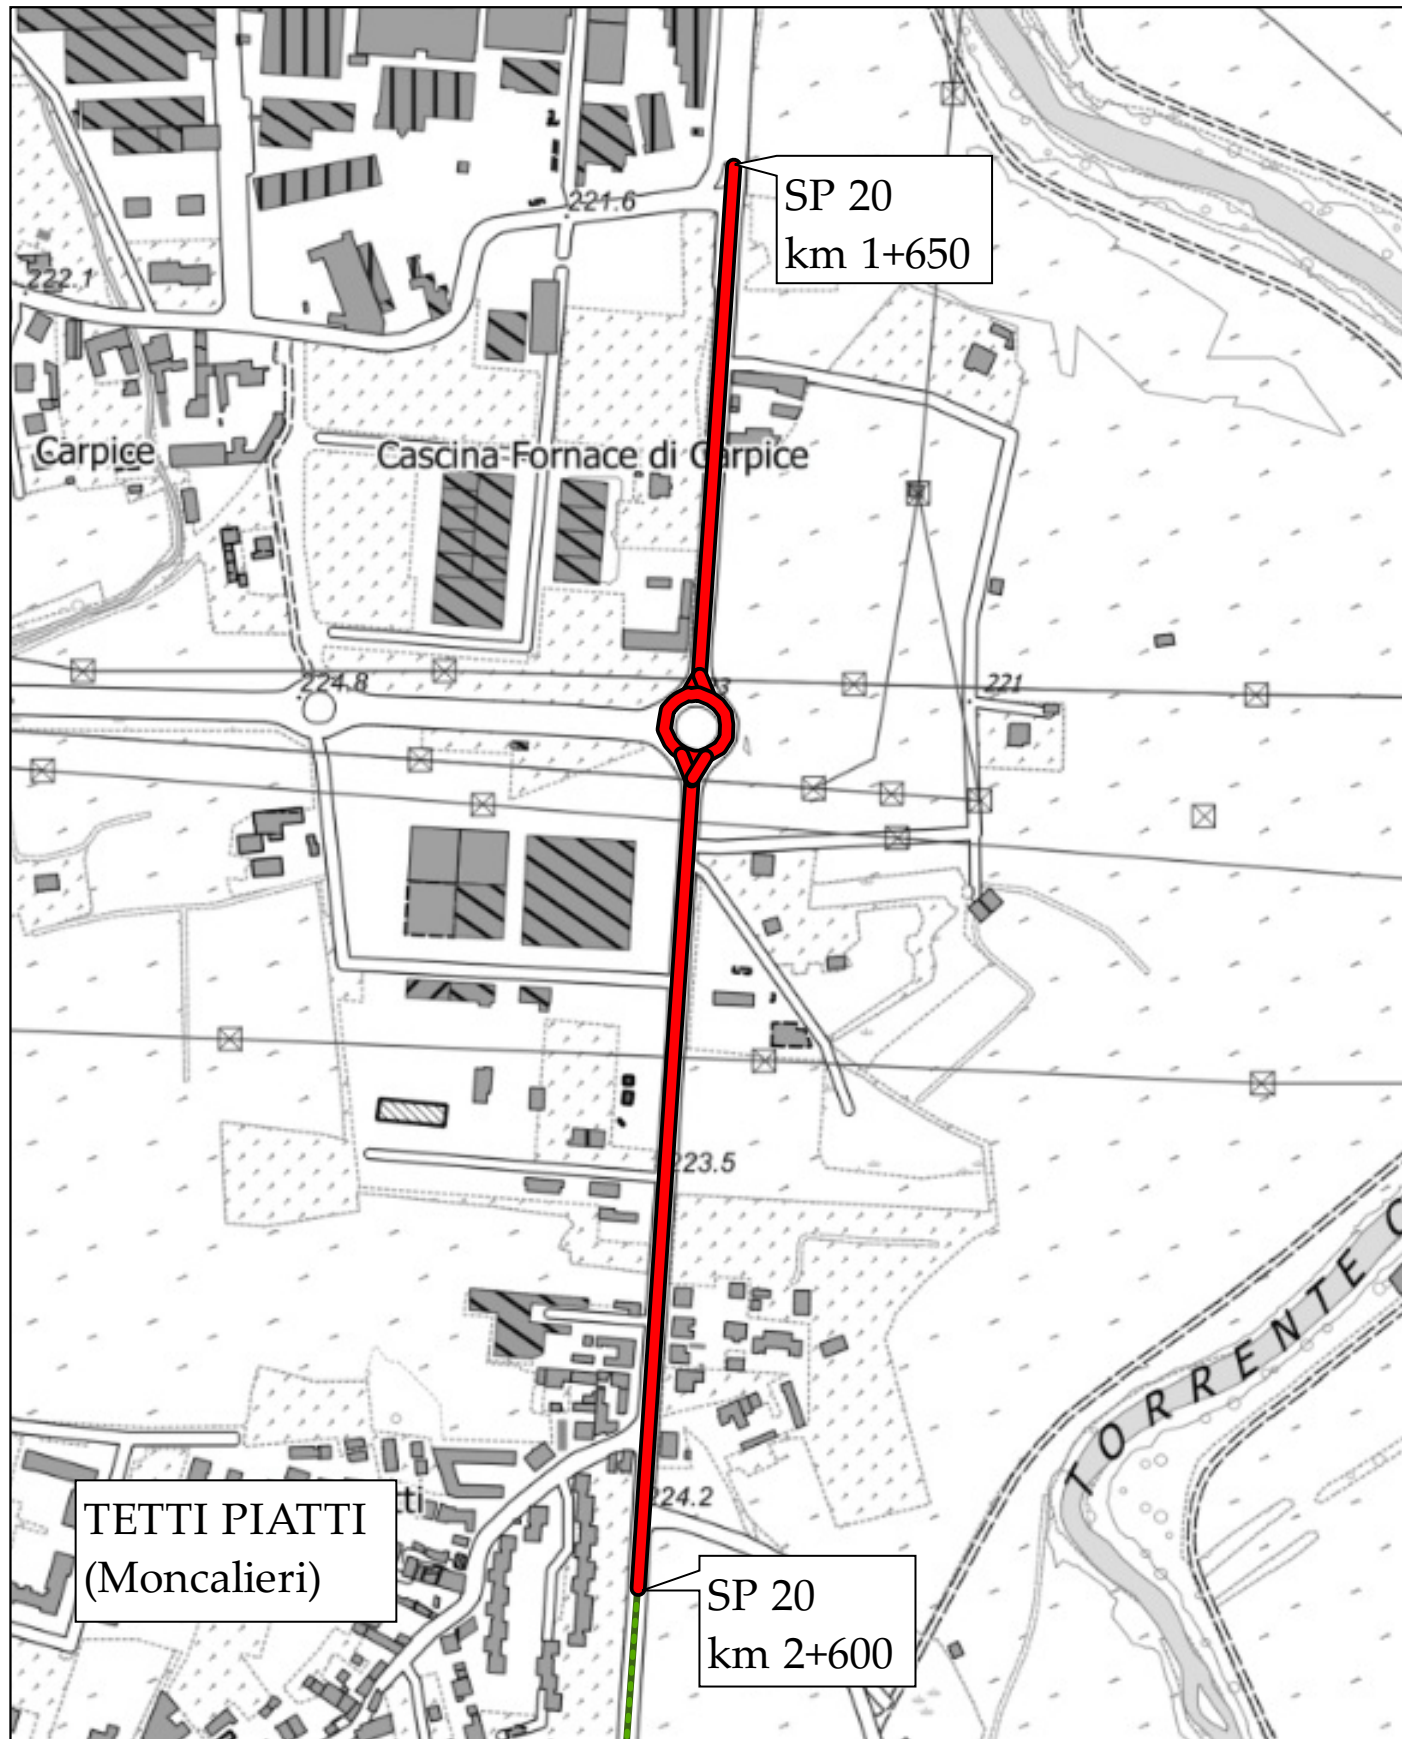 SP 20
km 1+650
221.6
222.1
Carpice
Cascina Fornace di Carpice
224.8
221
223.5
TORRENTE
224.2
TETTI PIATTI
(Moncalieri)
SP 20
km 2+600